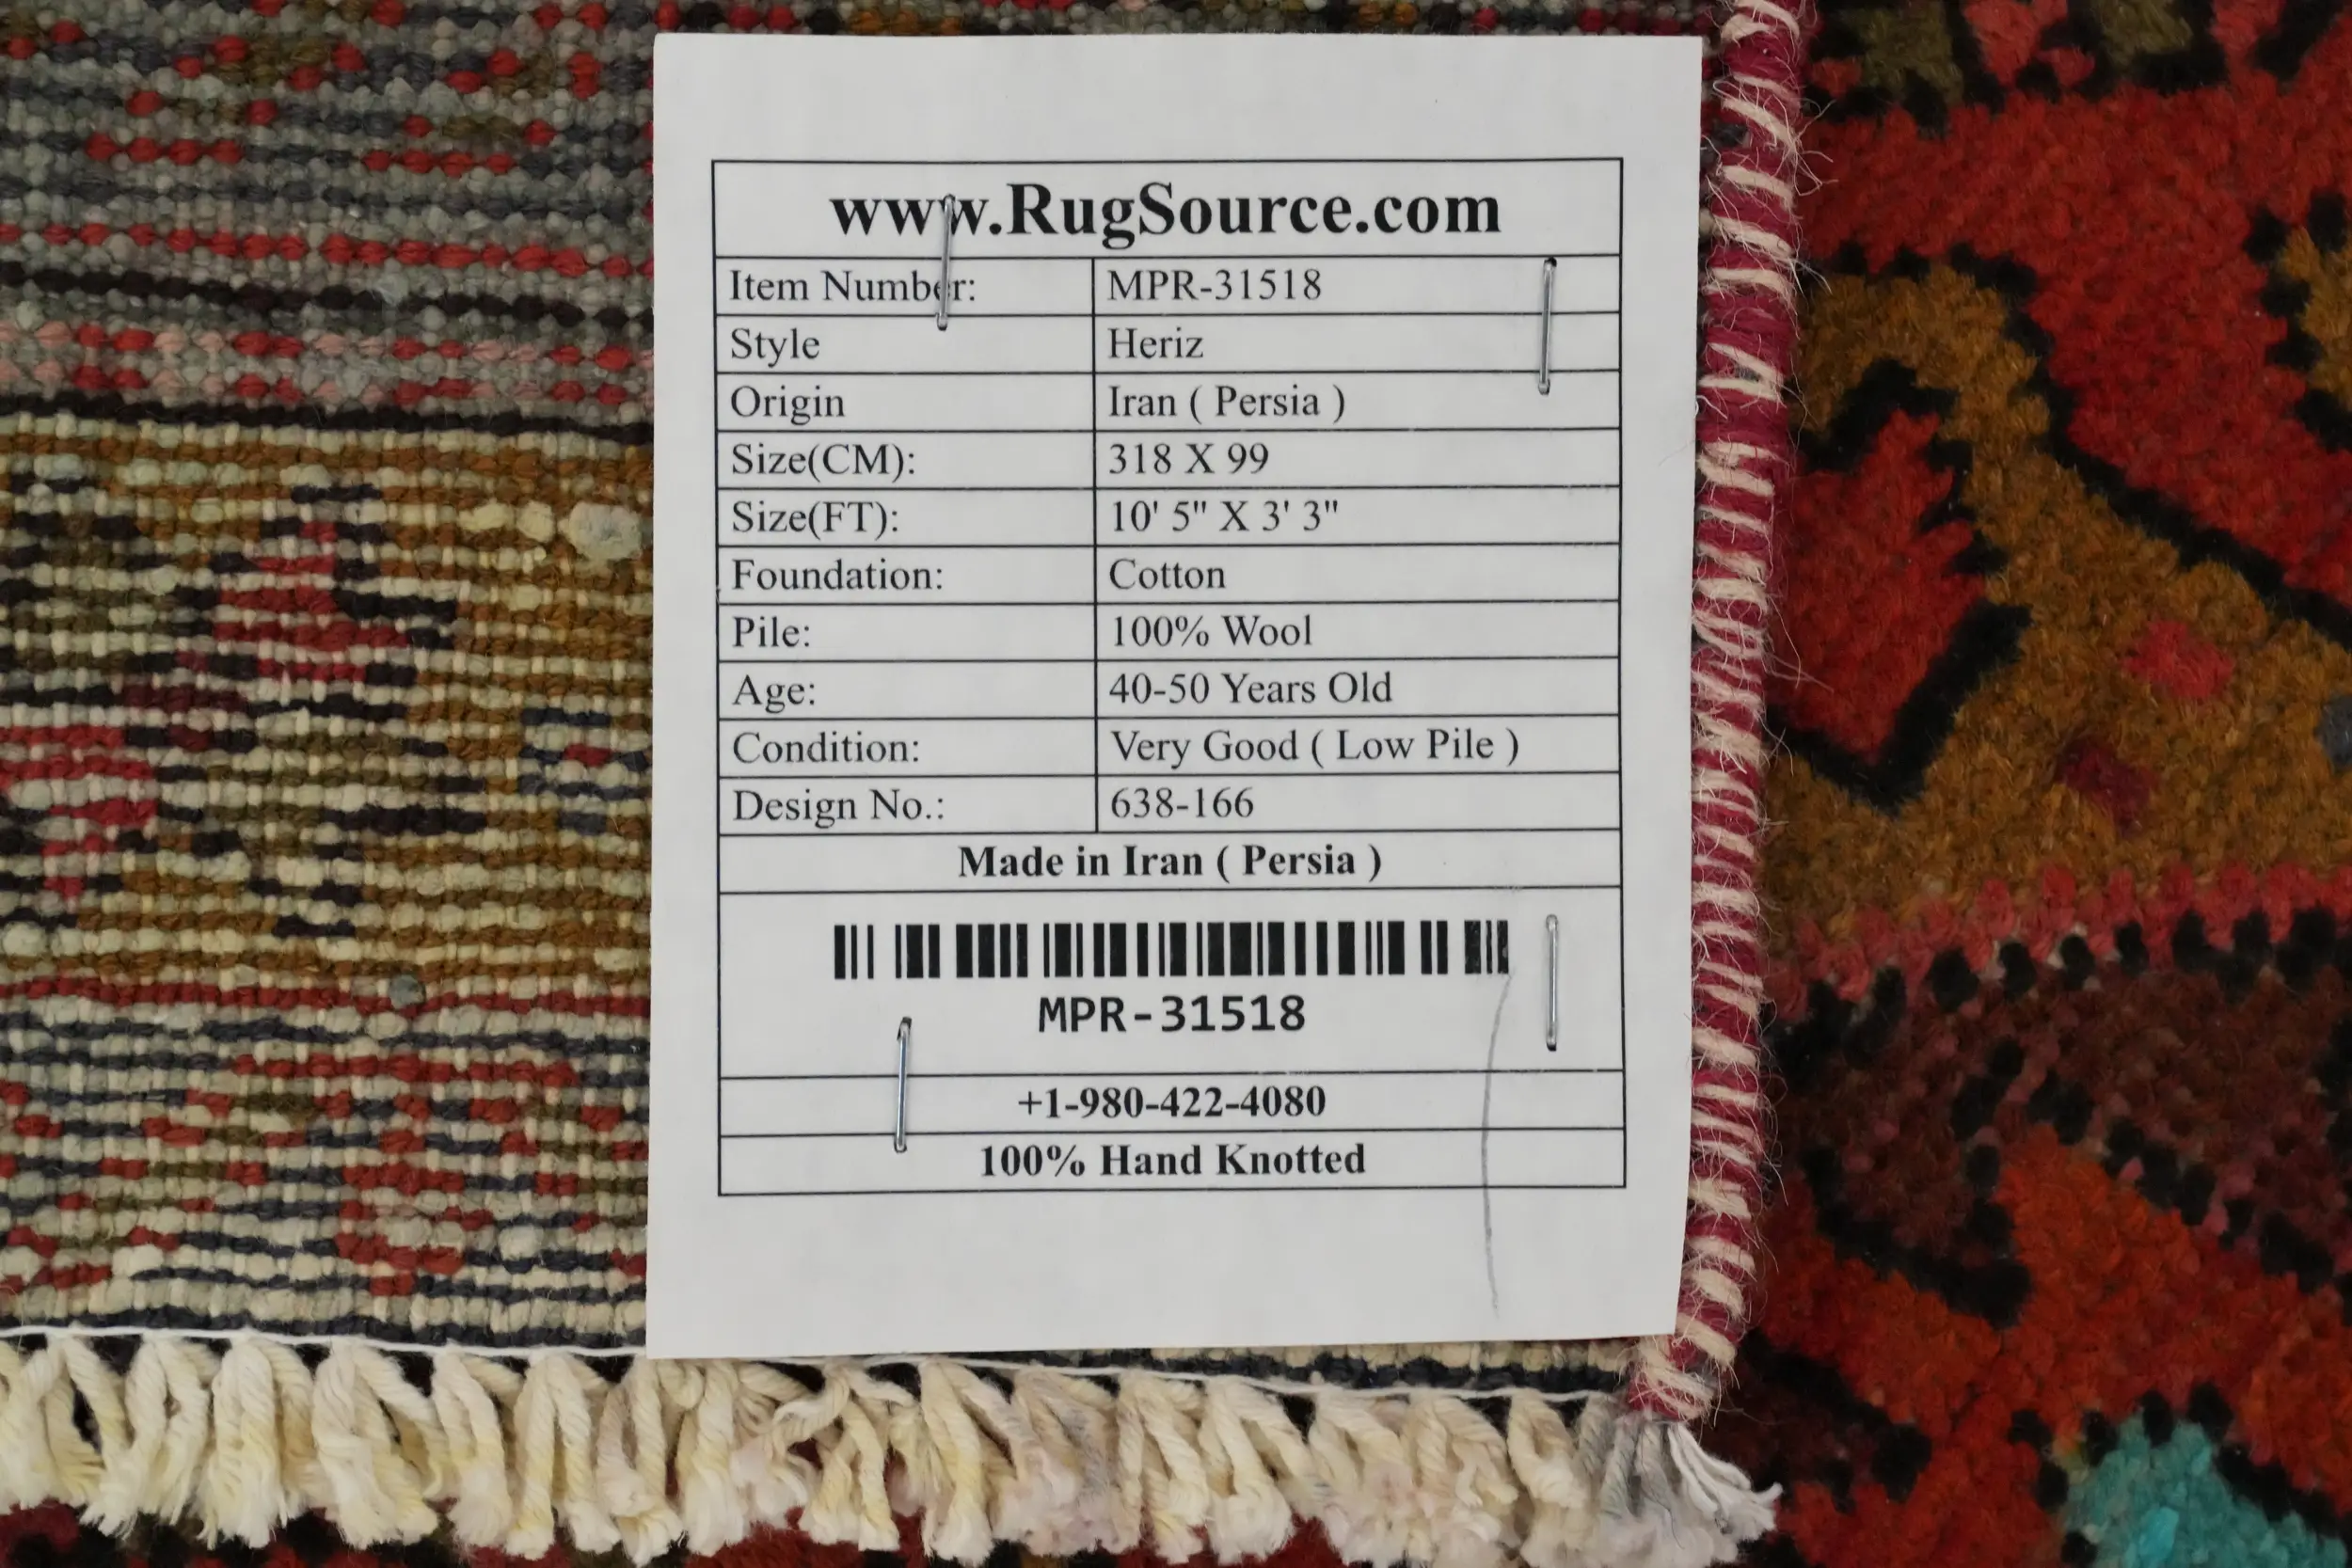 www.RugSource.com
Item Number: MPR-31518
Style Heriz
Origin Iran ( Persia )
Size(CM): 318 X 99
Size(FT): 10' 5" X 3' 3"
Foundation: Cotton
Pile: 100% Wool
Age: 40-50 Years Old
Condition: Very Good ( Low Pile )
Design No.: 638-166
Made in Iran ( Persia )
MPR-31518
+1-980-422-4080
100% Hand Knotted